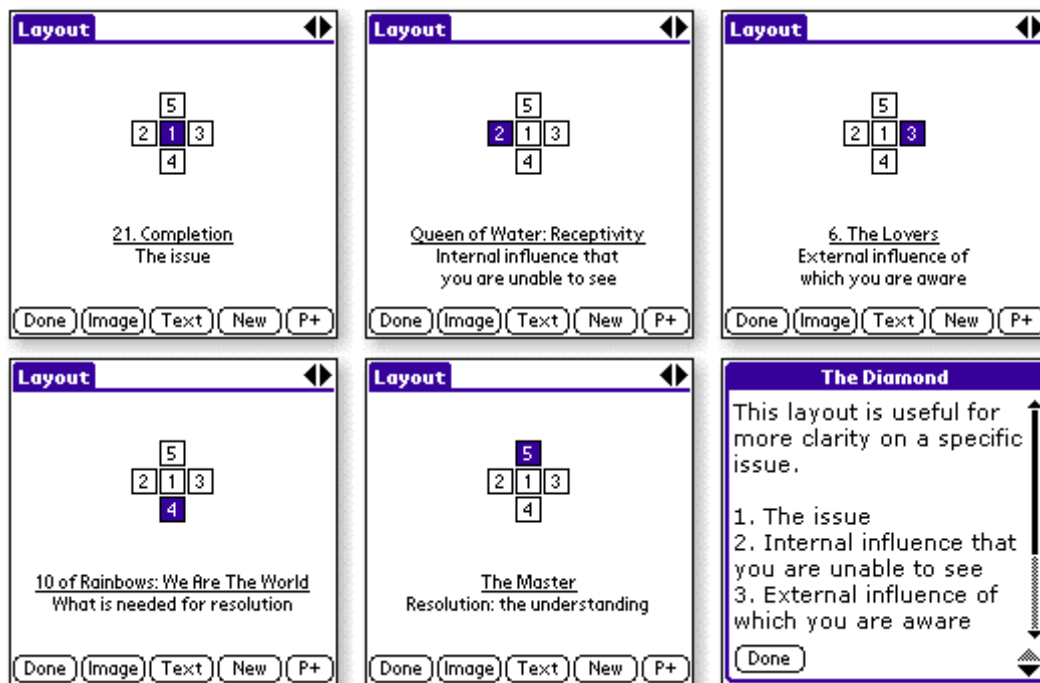 Layout
5
2 1 3
4
21. Completion
The issue
Done Image Text New P+
Layout
5
2 1 3
4
Queen of Water: Receptivity
Internal influence that
you are unable to see
Done Image Text New P+
Layout
5
2 1 3
4
6. The Lovers
External influence of
which you are aware
Done Image Text New P+
Layout
5
2 1 3
4
10 of Rainbows: We Are The World
What is needed for resolution
Done Image Text New P+
Layout
5
2 1 3
4
The Master
Resolution: the understanding
Done Image Text New P+
The Diamond
This layout is useful for
more clarity on a specific
issue.
1. The issue
2. Internal influence that
you are unable to see
3. External influence of
which you are aware
Done